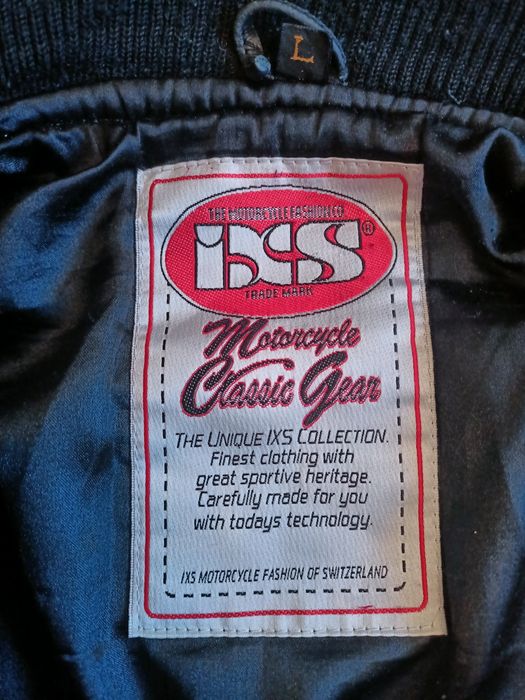 L
THE MOTORCYCLE FASHION CO
iXS®
TRADE MARK
Motorcycle
Classic Gear
THE UNIQUE IXS COLLECTION.
Finest clothing with
great sportive heritage.
Carefully made for you
with todays technology.
IXS MOTORCYCLE FASHION OF SWITZERLAND